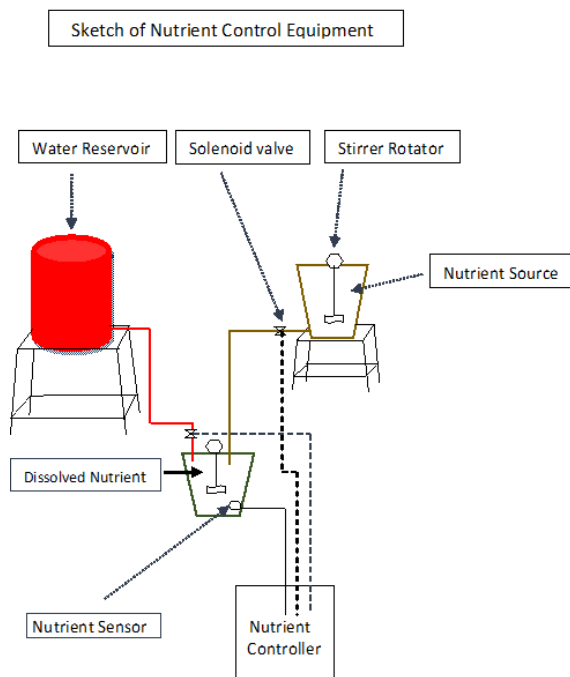 Sketch of Nutrient Control Equipment
Water Reservoir
Solenoid valve
Stirrer Rotator
Nutrient Source
Dissolved Nutrient
Nutrient Sensor
Nutrient
Controller